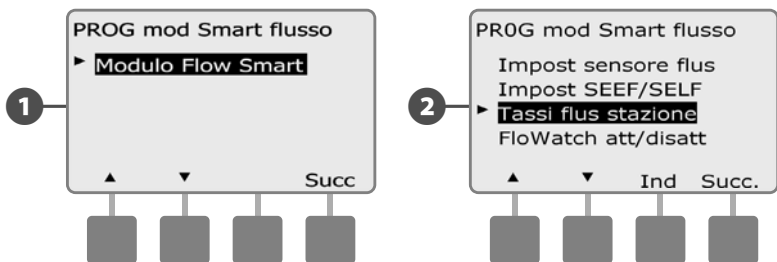 PROG mod Smart flusso
► Modulo Flow Smart
1
▲ ▼ Succ
PR0G mod Smart flusso
Impost sensore flus
Impost SEEF/SELF
2
► Tassi flus stazione
FloWatch att/disatt
▲ ▼ Ind Succ.